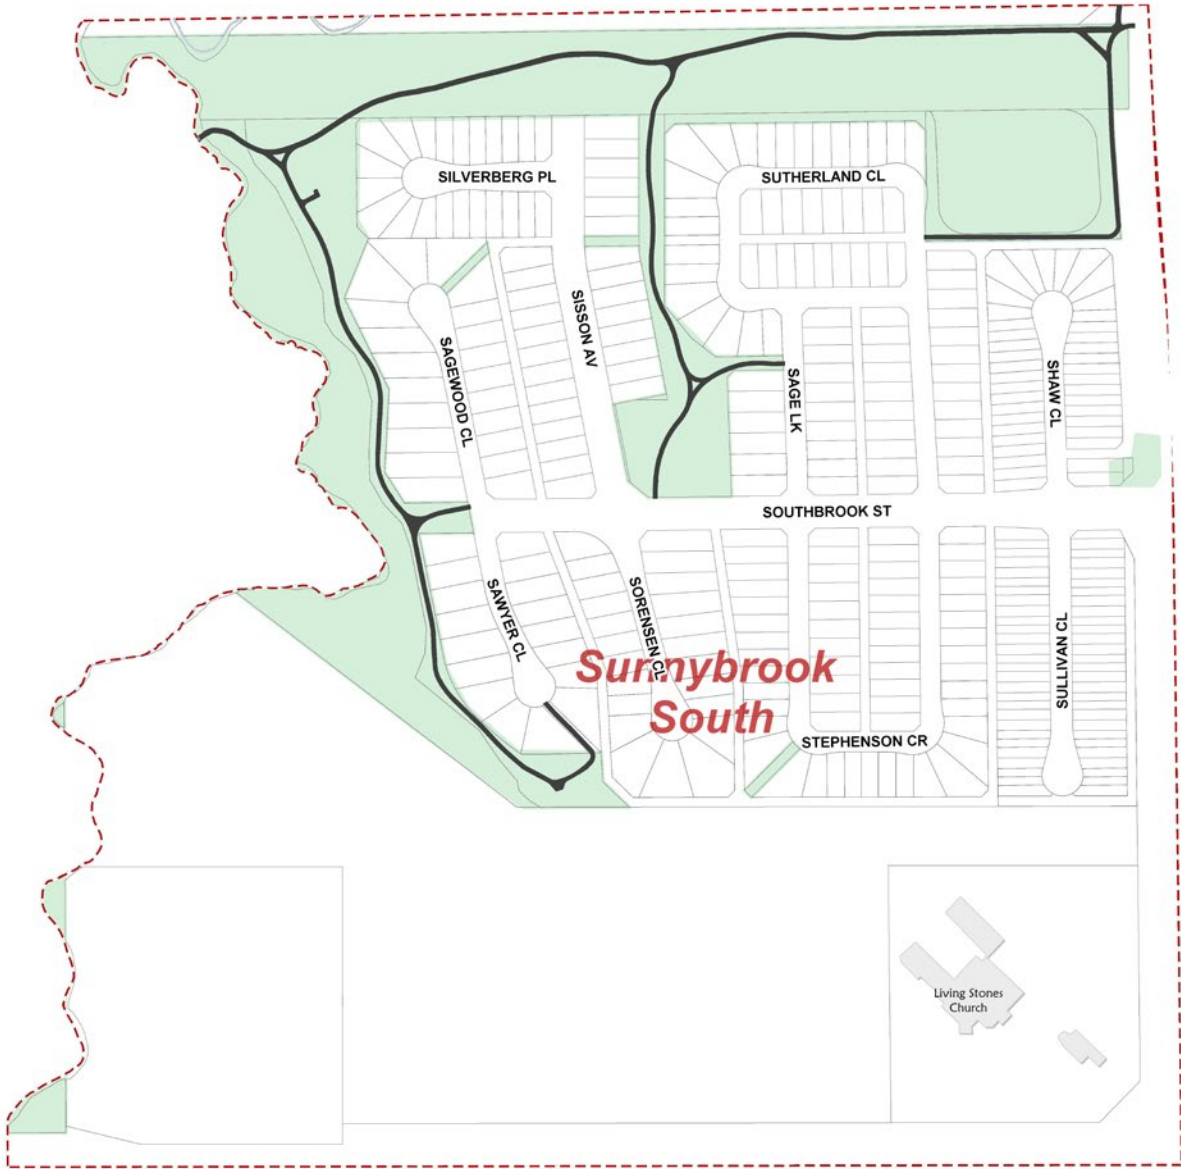 SILVERBERG PL
SUTHERLAND CL
SISSON AV
SAGEWOOD CL
SAGE LK
SHAW CL
SOUTHBROOK ST
SAWYER CL
SORENSEN CL
SULLIVAN CL
Sunnybrook
South
STEPHENSON CR
Living Stones
Church